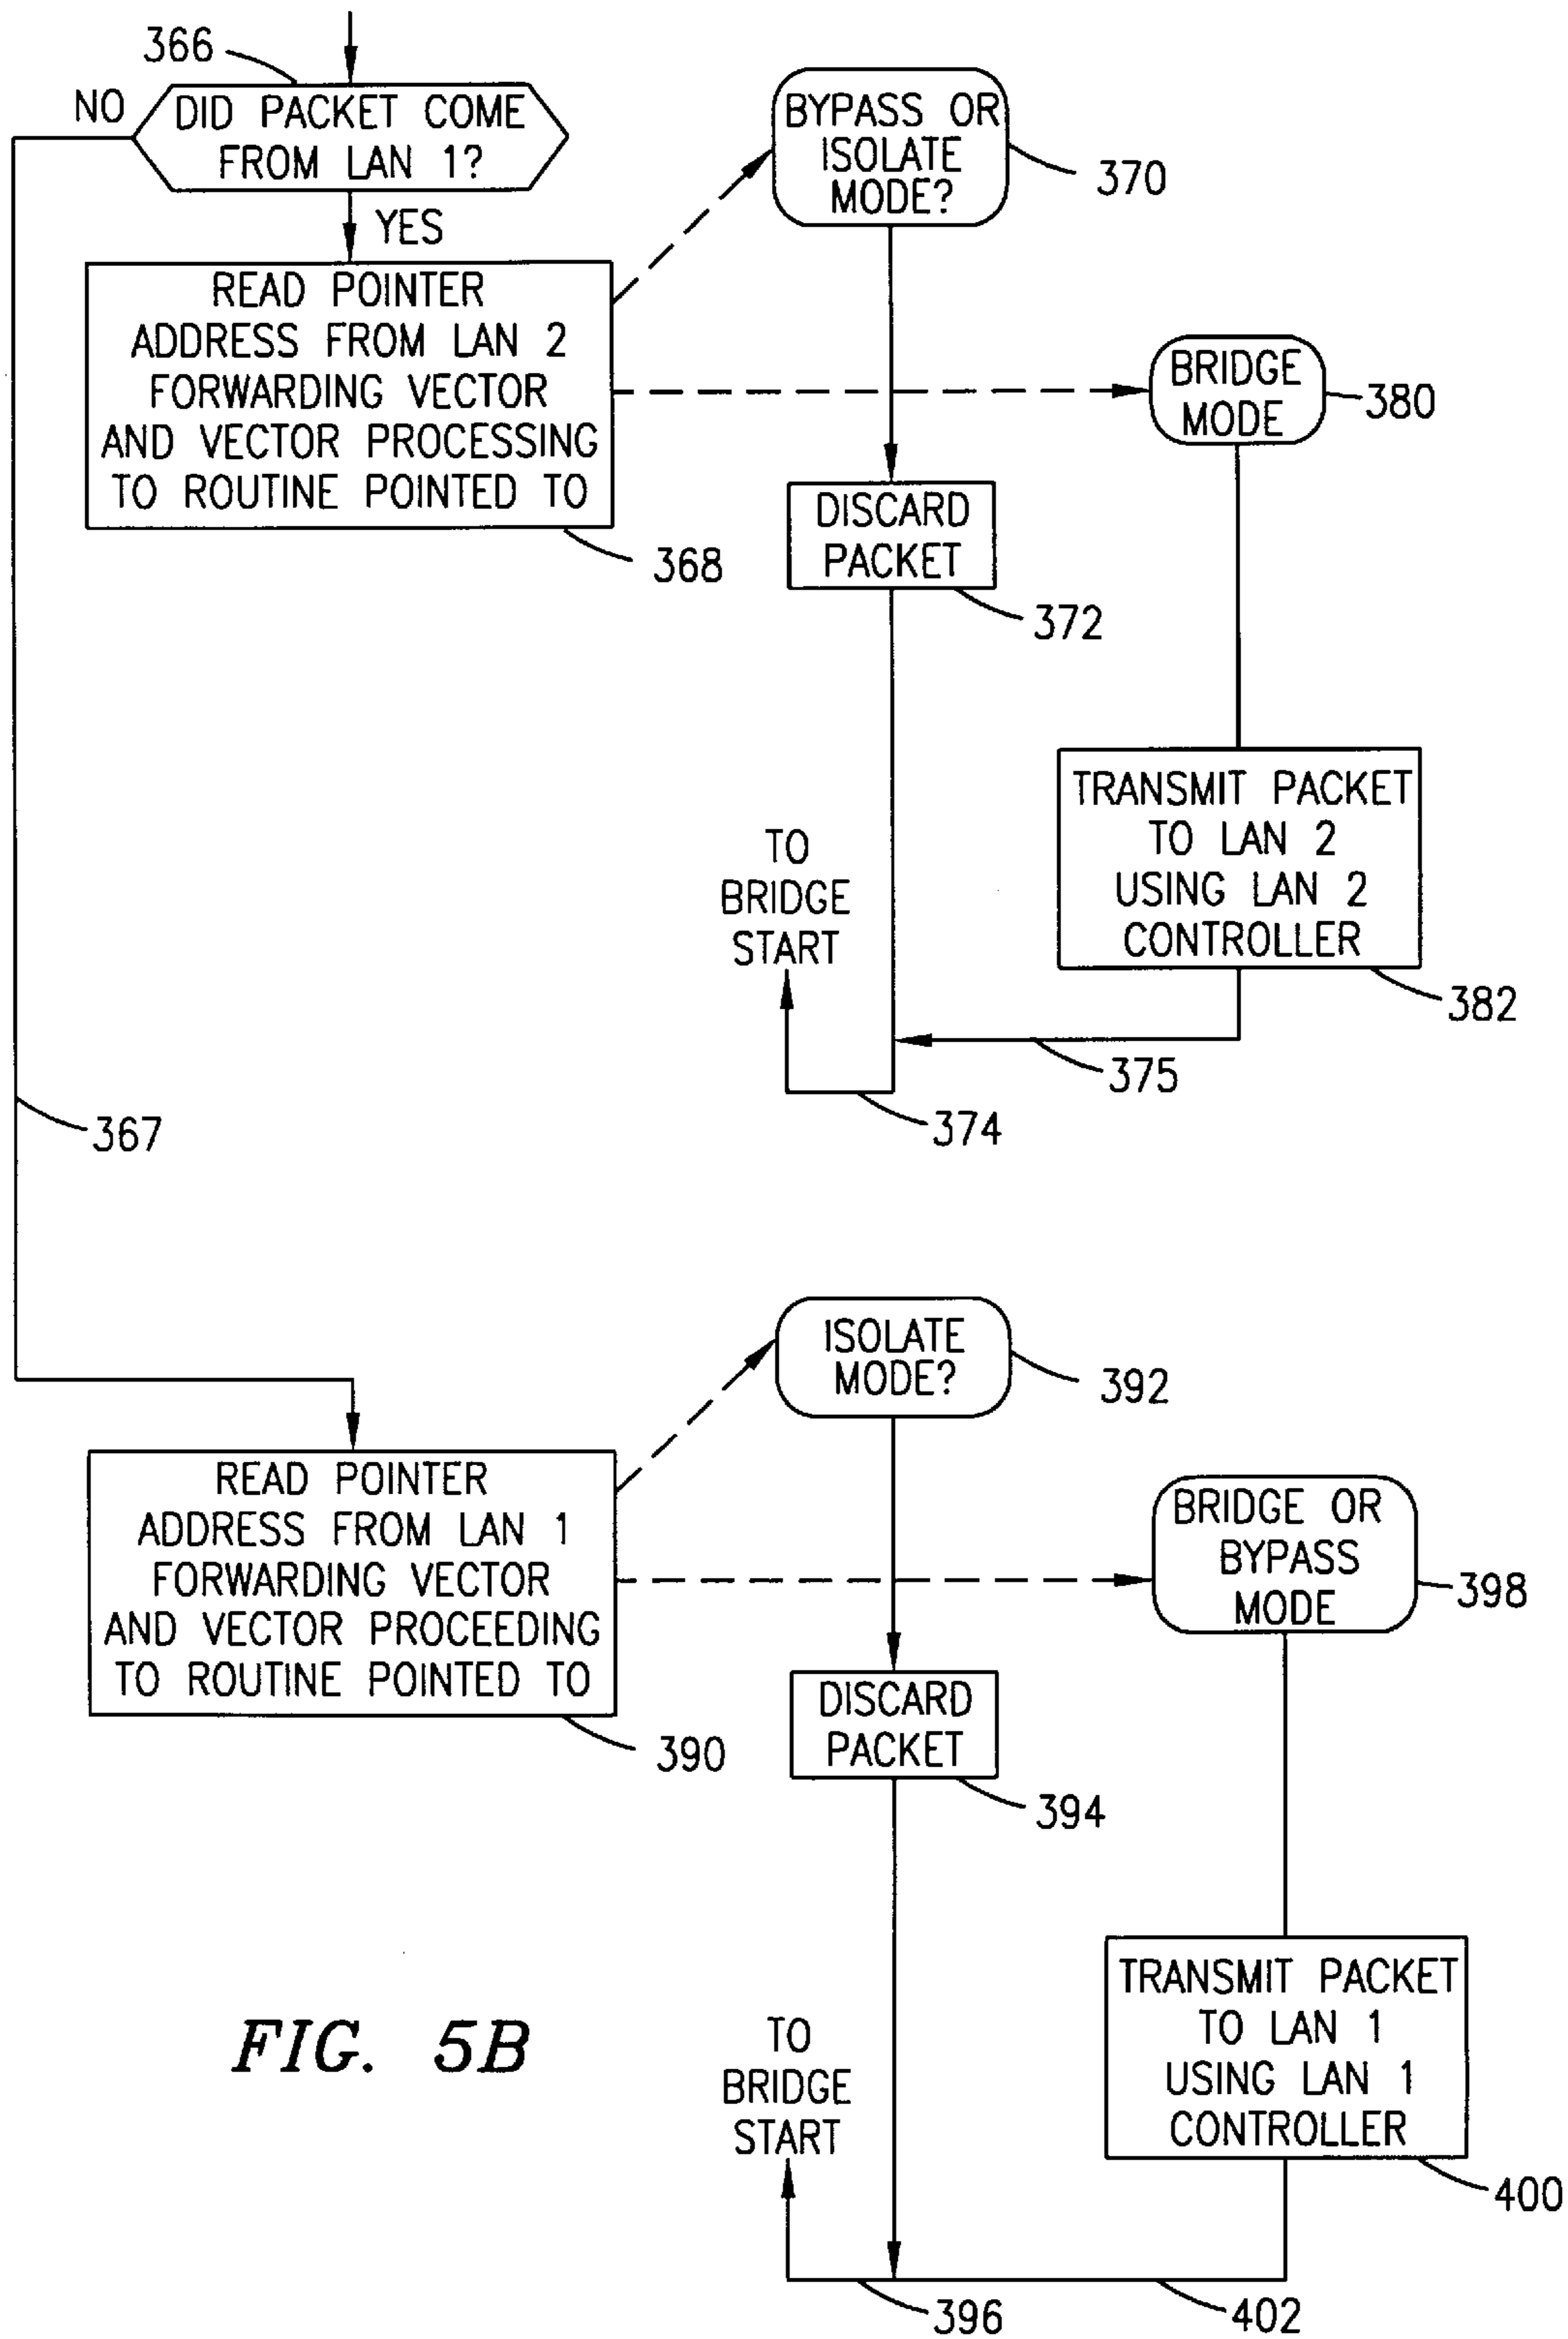 366
NO
DID PACKET COME
FROM LAN 1?
YES
READ POINTER
ADDRESS FROM LAN 2
FORWARDING VECTOR
AND VECTOR PROCESSING
TO ROUTINE POINTED TO
368
BYPASS OR
ISOLATE
MODE?
370
BRIDGE
MODE
380
DISCARD
PACKET
372
TRANSMIT PACKET
TO LAN 2
USING LAN 2
CONTROLLER
382
TO
BRIDGE
START
375
374
367
ISOLATE
MODE?
392
READ POINTER
ADDRESS FROM LAN 1
FORWARDING VECTOR
AND VECTOR PROCEEDING
TO ROUTINE POINTED TO
390
BRIDGE OR
BYPASS
MODE
398
DISCARD
PACKET
394
TRANSMIT PACKET
TO LAN 1
USING LAN 1
CONTROLLER
400
TO
BRIDGE
START
396
402
FIG. 5B